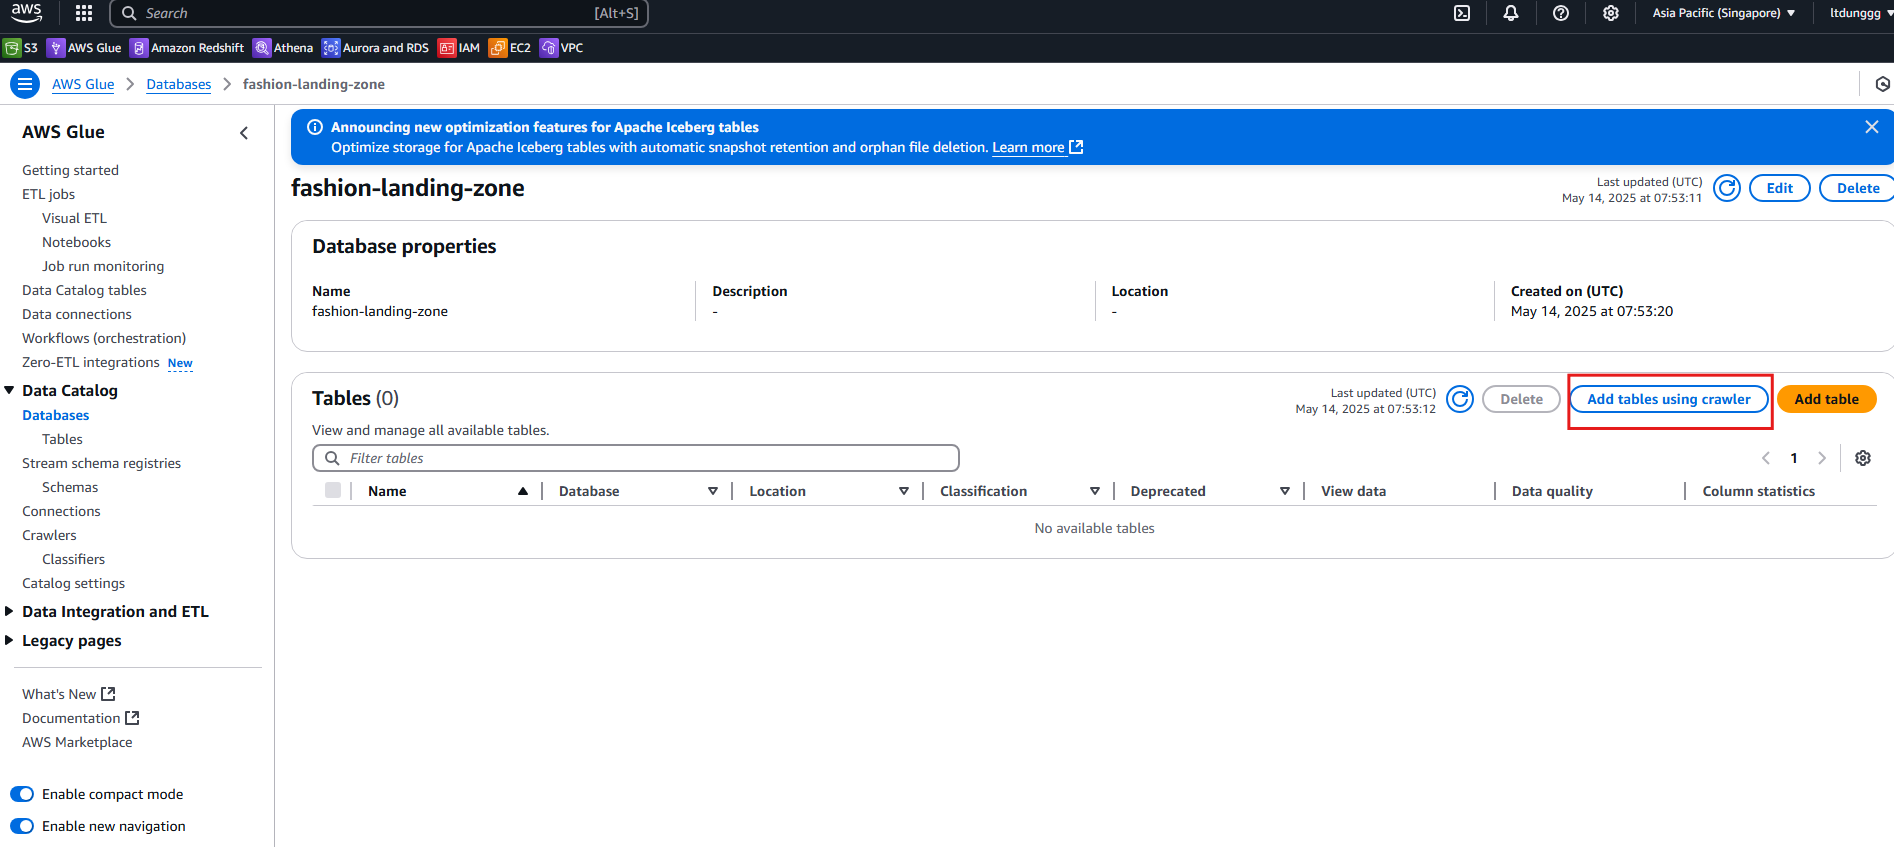 aws Search [Alt+S] Asia Pacific (Singapore) ltdunggg
S3 AWS Glue Amazon Redshift Athena Aurora and RDS IAM EC2 VPC
AWS Glue Databases fashion-landing-zone
AWS Glue
Getting started
ETL jobs
Visual ETL
Notebooks
Job run monitoring
Data Catalog tables
Data connections
Workflows (orchestration)
Zero-ETL integrations New
Data Catalog
Databases
Tables
Stream schema registries
Schemas
Connections
Crawlers
Classifiers
Catalog settings
Data Integration and ETL
Legacy pages
What's New
Documentation
AWS Marketplace
Enable compact mode
Enable new navigation
Announcing new optimization features for Apache Iceberg tables
Optimize storage for Apache Iceberg tables with automatic snapshot retention and orphan file deletion. Learn more
fashion-landing-zone
Last updated (UTC)
May 14, 2025 at 07:53:11
Edit Delete
Database properties
Name
fashion-landing-zone
Description
-
Location
-
Created on (UTC)
May 14, 2025 at 07:53:20
Tables (0)
Last updated (UTC)
May 14, 2025 at 07:53:12
Delete Add tables using crawler Add table
View and manage all available tables.
Filter tables
1
Name Database Location Classification Deprecated View data Data quality Column statistics
No available tables